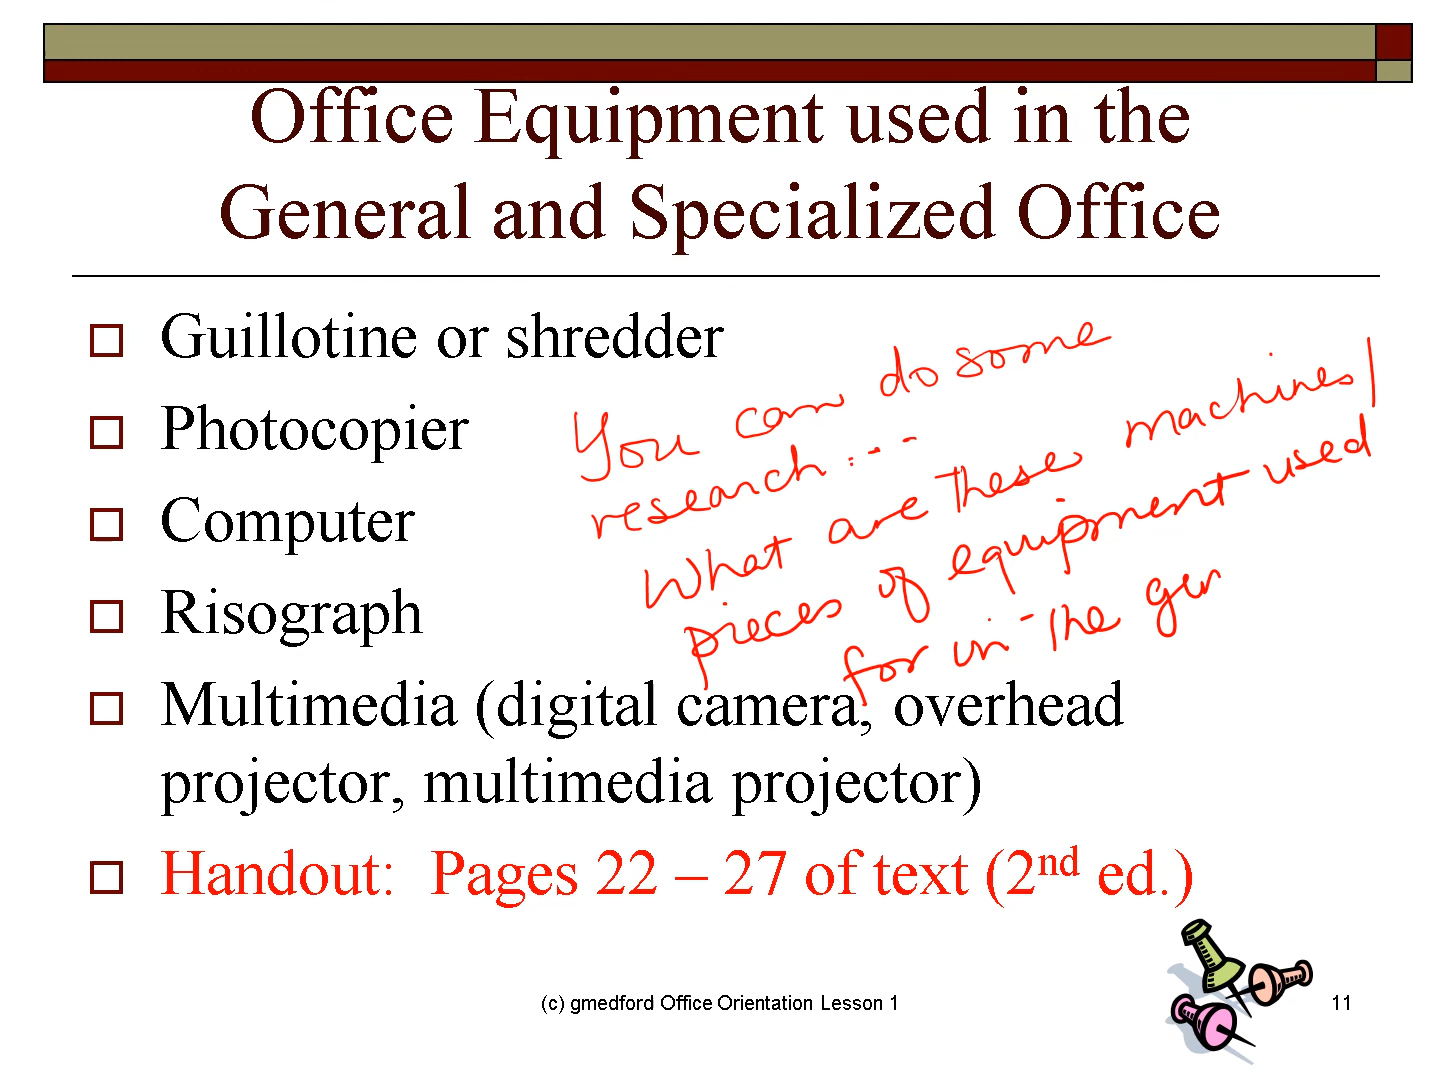 Office Equipment used in the
General and Specialized Office
Guillotine or shredder
Photocopier
Computer
Risograph
Multimedia (digital camera, overhead
projector, multimedia projector)
Handout: Pages 22 – 27 of text (2nd ed.)
You can do some
research...
What are these machines/
pieces of equipment used
for in the gen
(c) gmedford Office Orientation Lesson 1
11